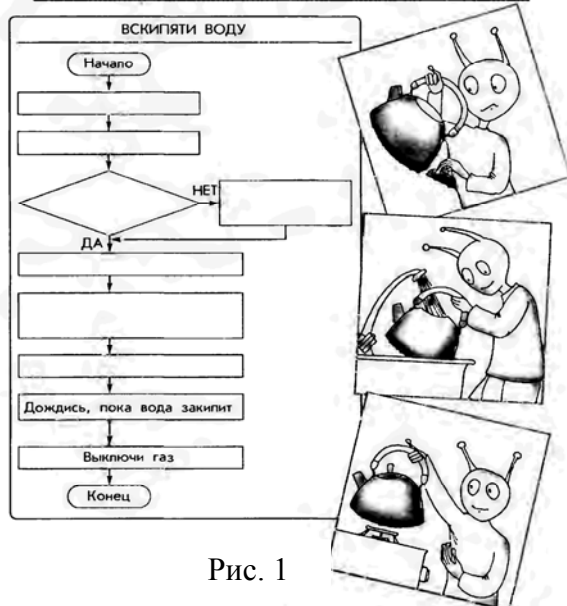 ВСКИПЯТИ ВОДУ
Начало
НЕТ
ДА
Дождись, пока вода закипит
Выключи газ
Конец
Рис. 1